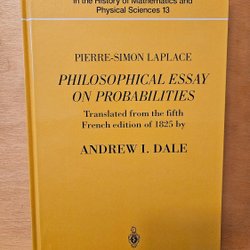 in the History of Mathematics and
Physical Sciences 13
PIERRE-SIMON LAPLACE
PHILOSOPHICAL ESSAY
ON PROBABILITIES
Translated from the fifth
French edition of 1825 by
ANDREW I. DALE